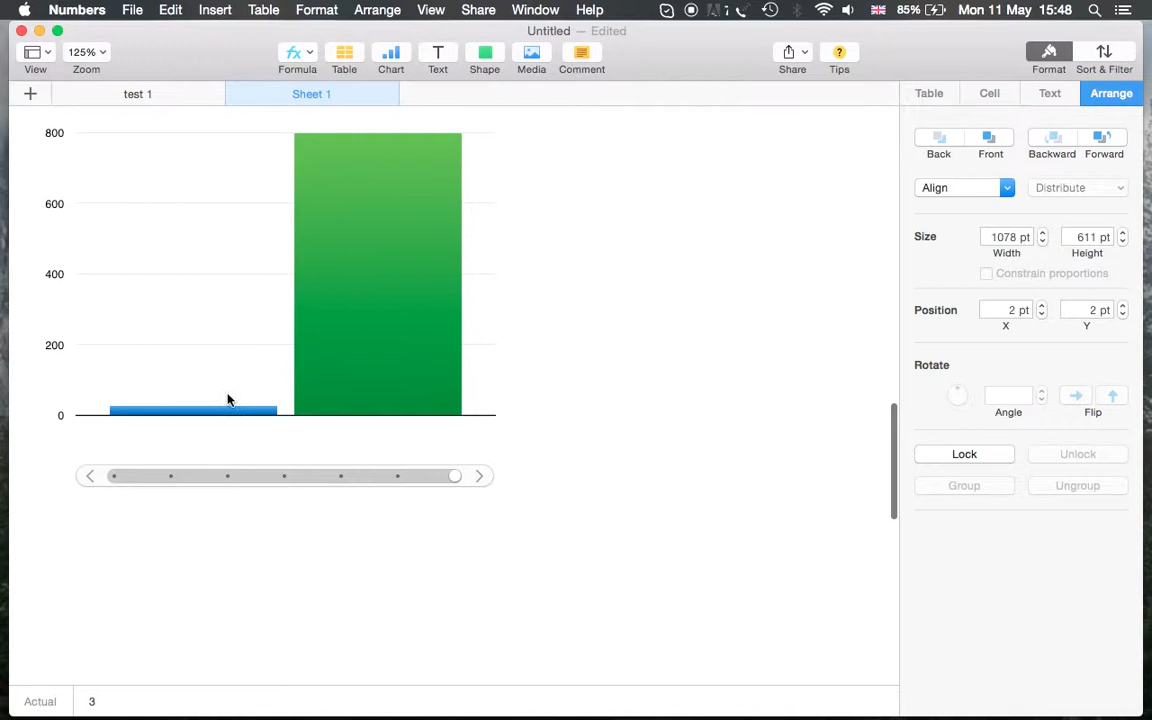 Numbers File Edit Insert Table Format Arrange View Share Window Help 85% Mon 11 May 15:48
Untitled — Edited
125%
View Zoom Formula Table Chart Text Shape Media Comment Share Tips Format Sort & Filter
test 1 Sheet 1 Table Cell Text Arrange
800
600
400
200
0
Back Front Backward Forward
Align Distribute
Size 1078 pt 611 pt
Width Height
Constrain proportions
Position 2 pt 2 pt
X Y
Rotate
Angle Flip
Lock Unlock
Group Ungroup
Actual 3